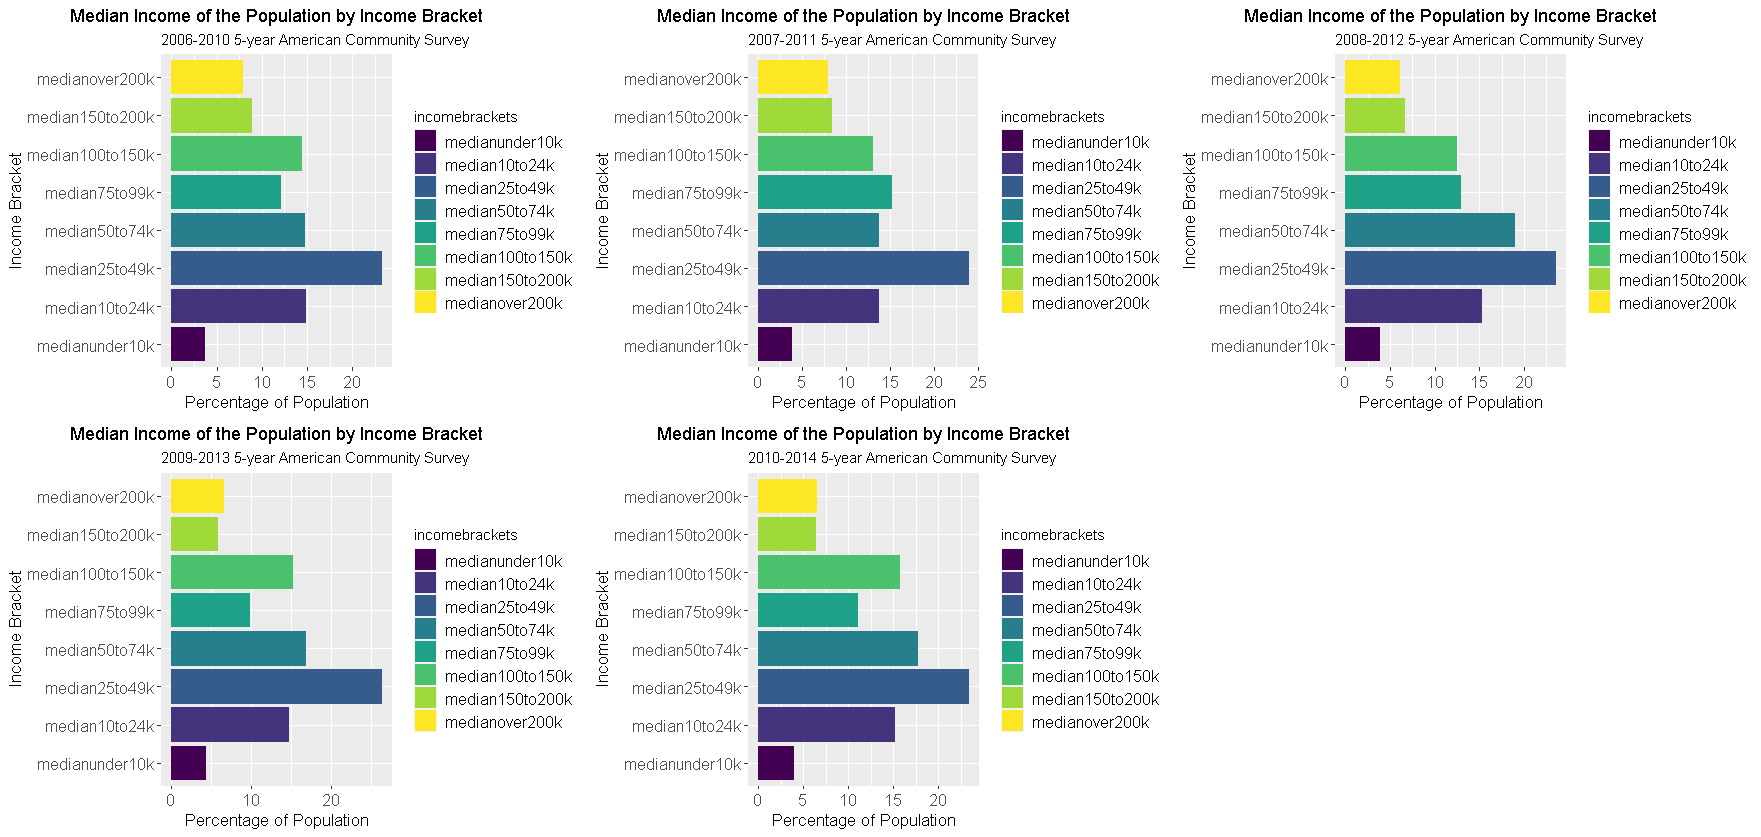 Median Income of the Population by Income Bracket
2006-2010 5-year American Community Survey
Income Bracket
medianover200k
median150to200k
median100to150k
median75to99k
median50to74k
median25to49k
median10to24k
medianunder10k
0 5 10 15 20
Percentage of Population
incomebrackets
medianunder10k
median10to24k
median25to49k
median50to74k
median75to99k
median100to150k
median150to200k
medianover200k
Median Income of the Population by Income Bracket
2007-2011 5-year American Community Survey
Income Bracket
medianover200k
median150to200k
median100to150k
median75to99k
median50to74k
median25to49k
median10to24k
medianunder10k
0 5 10 15 20 25
Percentage of Population
incomebrackets
medianunder10k
median10to24k
median25to49k
median50to74k
median75to99k
median100to150k
median150to200k
medianover200k
Median Income of the Population by Income Bracket
2008-2012 5-year American Community Survey
Income Bracket
medianover200k
median150to200k
median100to150k
median75to99k
median50to74k
median25to49k
median10to24k
medianunder10k
0 5 10 15 20
Percentage of Population
incomebrackets
medianunder10k
median10to24k
median25to49k
median50to74k
median75to99k
median100to150k
median150to200k
medianover200k
Median Income of the Population by Income Bracket
2009-2013 5-year American Community Survey
Income Bracket
medianover200k
median150to200k
median100to150k
median75to99k
median50to74k
median25to49k
median10to24k
medianunder10k
0 10 20
Percentage of Population
incomebrackets
medianunder10k
median10to24k
median25to49k
median50to74k
median75to99k
median100to150k
median150to200k
medianover200k
Median Income of the Population by Income Bracket
2010-2014 5-year American Community Survey
Income Bracket
medianover200k
median150to200k
median100to150k
median75to99k
median50to74k
median25to49k
median10to24k
medianunder10k
0 5 10 15 20
Percentage of Population
incomebrackets
medianunder10k
median10to24k
median25to49k
median50to74k
median75to99k
median100to150k
median150to200k
medianover200k